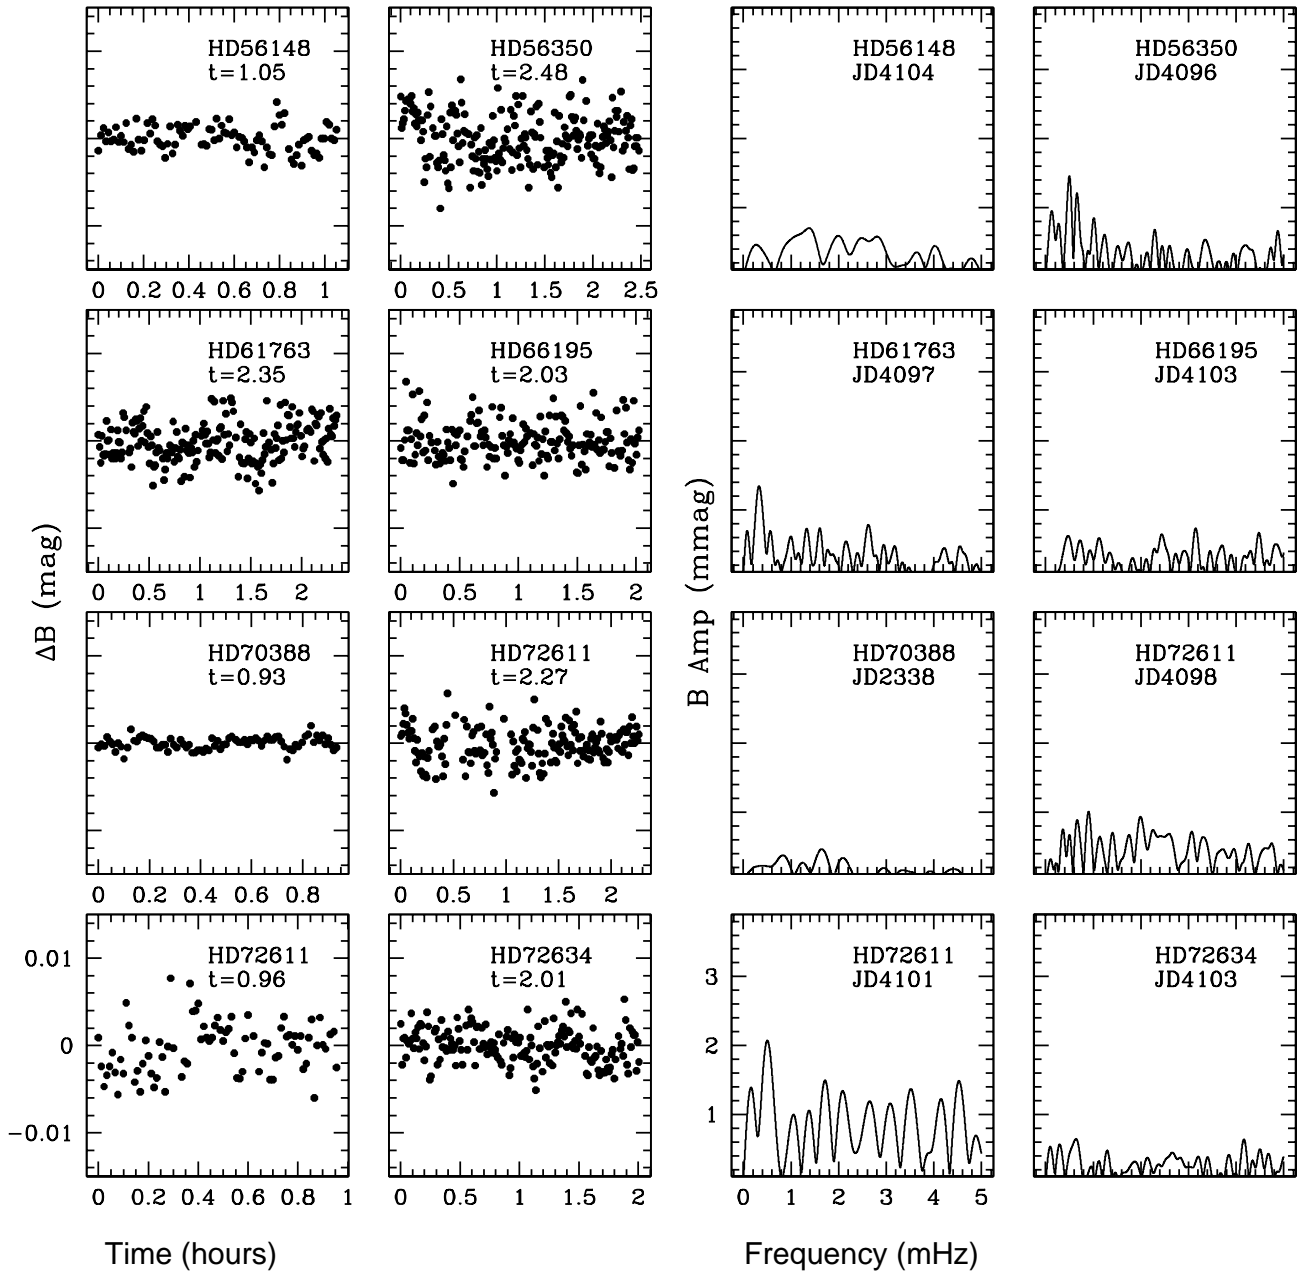 HD56148
t=1.05
HD56350
t=2.48
HD56148
JD4104
HD56350
JD4096
0 0.2 0.4 0.6 0.8 1
0 0.5 1 1.5 2 2.5
HD61763
t=2.35
HD66195
t=2.03
HD61763
JD4097
HD66195
JD4103
0 0.5 1 1.5 2
0 0.5 1 1.5 2
ΔB (mag)
B Amp (mmag)
HD70388
t=0.93
HD72611
t=2.27
HD70388
JD2338
HD72611
JD4098
0 0.2 0.4 0.6 0.8
0 1 2
HD72611
t=0.96
HD72634
t=2.01
HD72611
JD4101
HD72634
JD4103
0.01
0
−0.01
3
2
1
0 0.2 0.4 0.6 0.8 1
0 0.5 1 1.5 2
0 1 2 3 4 5
Time (hours)
Frequency (mHz)